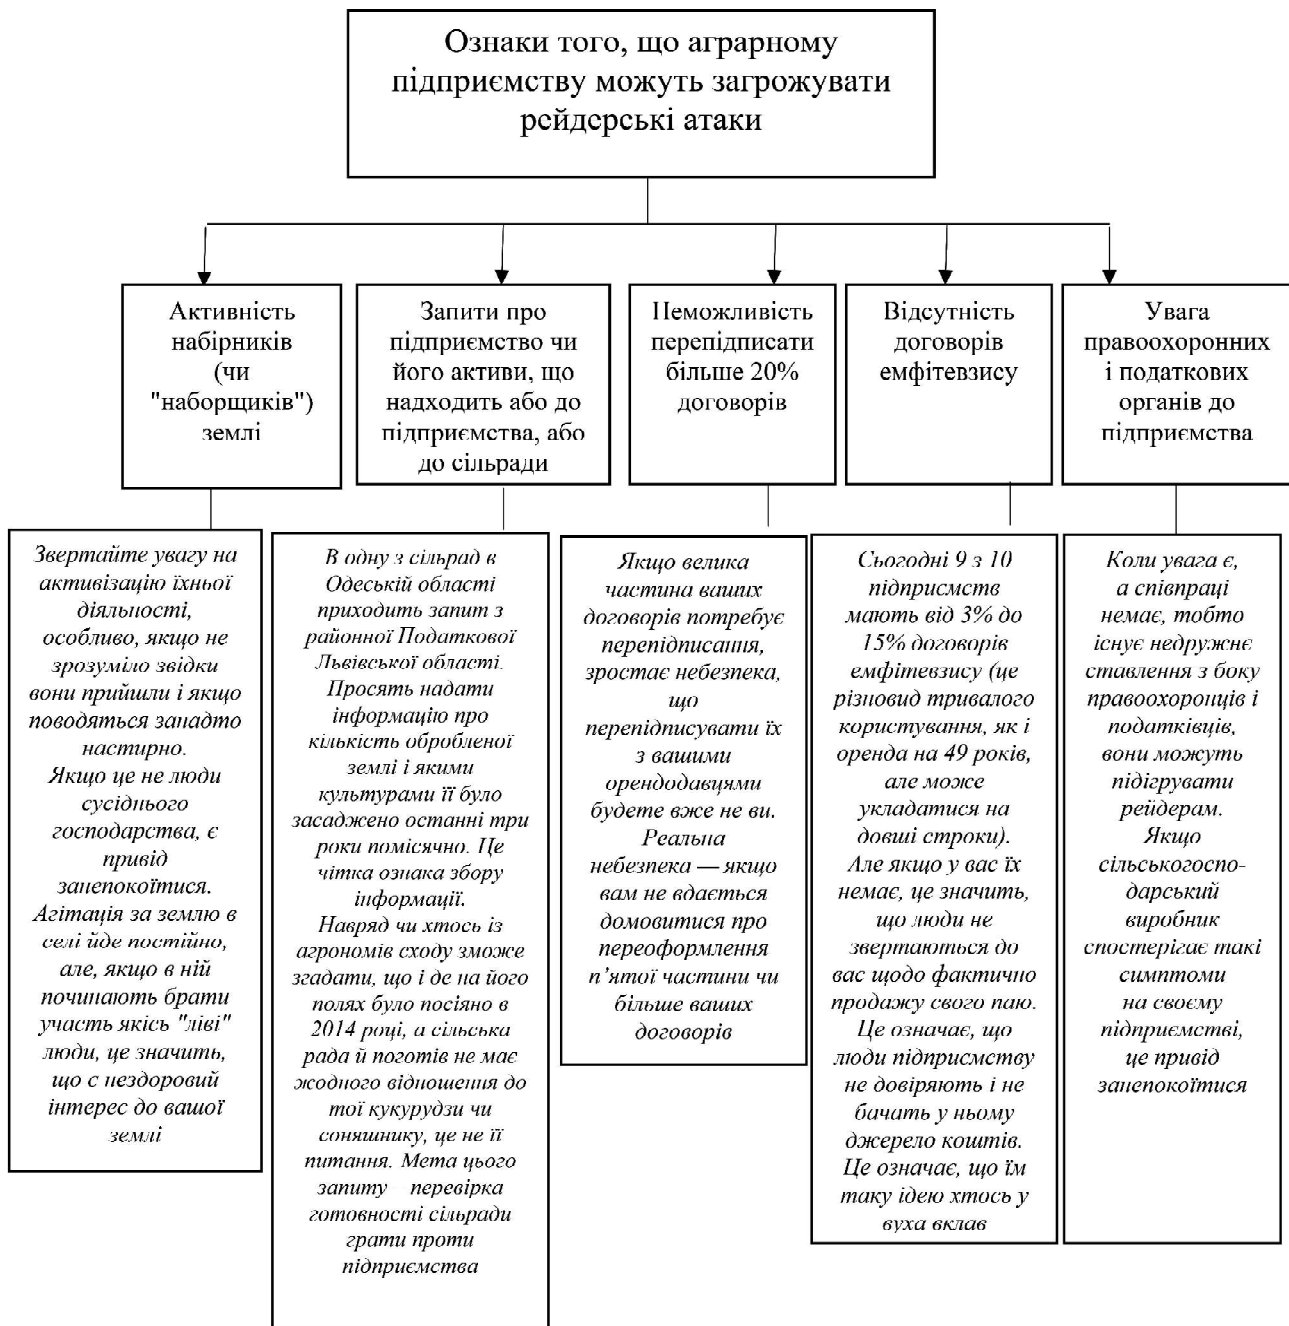 Ознаки того, що аграрному
підприємству можуть загрожувати
рейдерські атаки
Активність
набірників
(чи
"наборщиків")
землі
Запити про
підприємство чи
його активи, що
надходить або до
підприємства, або
до сільради
Неможливість
перепідписати
більше 20%
договорів
Відсутність
договорів
емфітевзису
Увага
правоохоронних
і податкових
органів до
підприємства
Звертайте увагу на
активізацію їхньої
діяльності,
особливо, якщо не
зрозуміло звідки
вони прийшли і якщо
поводяться занадто
настирно.
Якщо це не люди
сусіднього
господарства, є
привід
занепокоїтися.
Агітація за землю в
селі йде постійно,
але, якщо в ній
починають брати
участь якісь "ліві"
люди, це значить,
що є нездоровий
інтерес до вашої
землі
В одну з сільрад в
Одеській області
приходить запит з
районної Податкової
Львівської області.
Просять надати
інформацію про
кількість обробленої
землі і якими
культурами її було
засаджено останні три
роки помісячно. Це
чітка ознака збору
інформації.
Навряд чи хтось із
агрономів сходу зможе
згадати, що і де на його
полях було посіяно в
2014 році, а сільська
рада й поготів не має
жодного відношення до
тої кукурудзи чи
соняшнику, це не її
питання. Мета цього
запиту – перевірка
готовності сільради
грати проти
підприємства
Якщо велика
частина ваших
договорів потребує
перепідписання,
зростає небезпека,
що
перепідписувати їх
з вашими
орендодавцями
будете вже не ви.
Реальна
небезпека — якщо
вам не вдається
домовитися про
переоформлення
п’ятої частини чи
більше ваших
договорів
Сьогодні 9 з 10
підприємств
мають від 3% до
15% договорів
емфітевзису (це
різновид тривалого
користування, як і
оренда на 49 років,
але може
укладатися на
довші строки).
Але якщо у вас їх
немає, це значить,
що люди не
звертаються до
вас щодо фактично
продажу свого паю.
Це означає, що
люди підприємству
не довіряють і не
бачать у ньому
джерело коштів.
Це означає, що їм
таку ідею хтось у
вуха вклав
Коли увага є,
а співпраці
немає, тобто
існує недружнє
ставлення з боку
правоохоронців і
податківців,
вони можуть
підігрувати
рейдерам.
Якщо
сільськогоспо-
дарський
виробник
спостерігає такі
симптоми
на своєму
підприємстві,
це привід
занепокоїтися